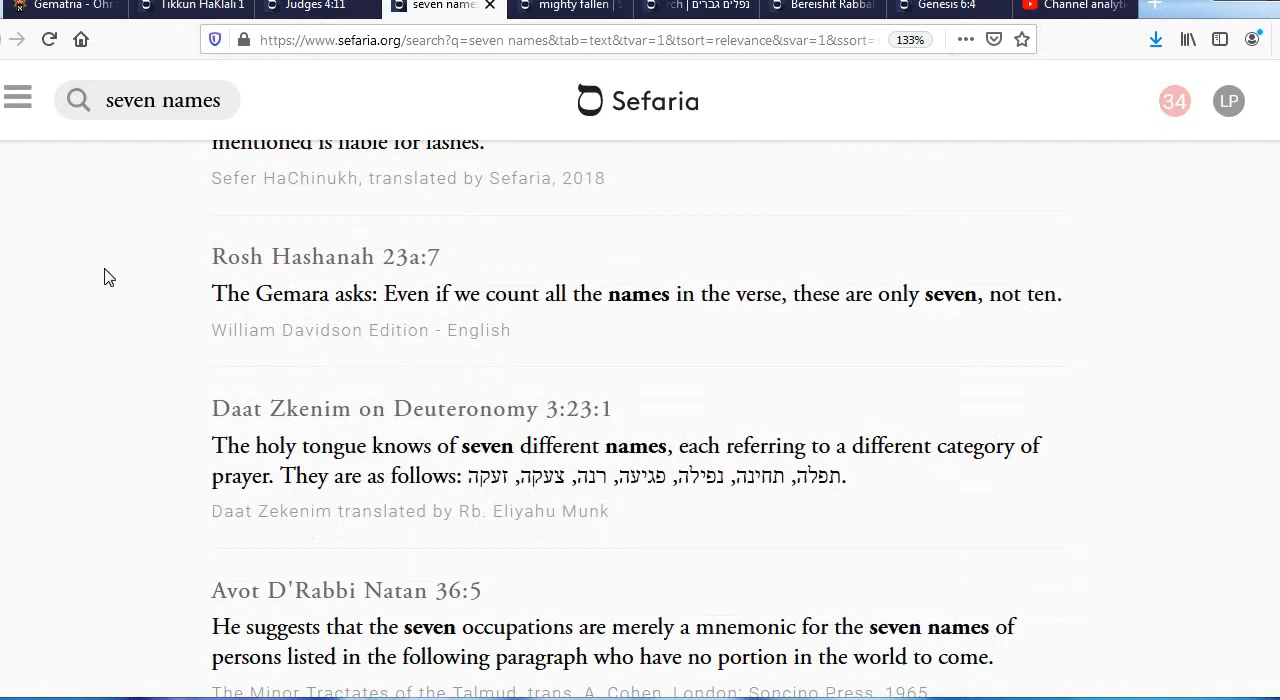 Gematria - Ohr
Tikkun HaKlali 1
Judges 4:11
seven name
mighty fallen | S
rch | נפלים גברים
Bereishit Rabbal
Genesis 6:4
Channel analyti
https://www.sefaria.org/search?q=seven names&tab=text&tvar=1&tsort=relevance&svar=1&ssort=
133%
seven names
Sefaria
34
LP
mentioned is liable for lashes.
Sefer HaChinukh, translated by Sefaria, 2018
Rosh Hashanah 23a:7
The Gemara asks: Even if we count all the names in the verse, these are only seven, not ten.
William Davidson Edition - English
Daat Zkenim on Deuteronomy 3:23:1
The holy tongue knows of seven different names, each referring to a different category of
prayer. They are as follows: תפלה, תחינה, נפילה, פגיעה, רנה, צעקה, זעקה.
Daat Zekenim translated by Rb. Eliyahu Munk
Avot D'Rabbi Natan 36:5
He suggests that the seven occupations are merely a mnemonic for the seven names of
persons listed in the following paragraph who have no portion in the world to come.
The Minor Tractates of the Talmud, trans. A. Cohen, London: Soncino Press, 1965